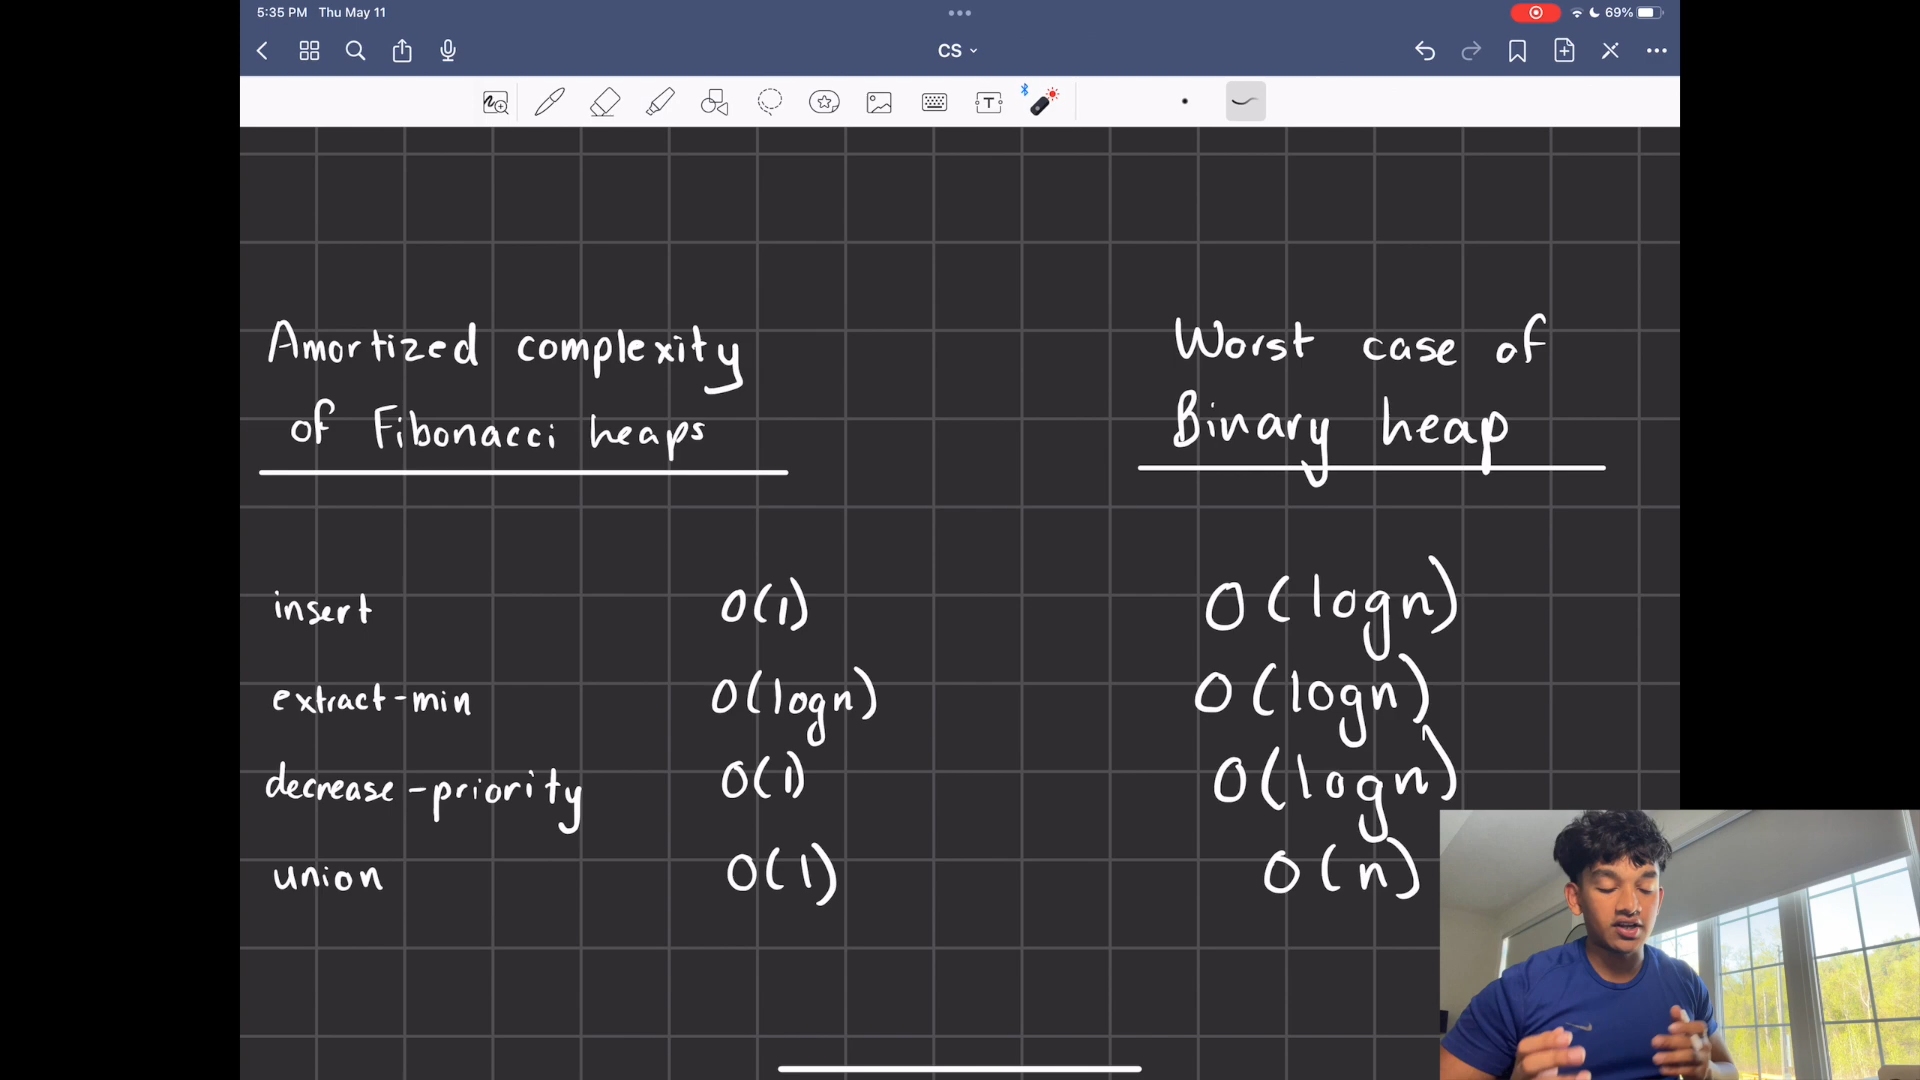 5:35 PM Thu May 11
69%
CS
T
Amortized complexity
of Fibonacci heaps
Worst case of
Binary heap
insert O(1) O(logn)
extract-min O(logn) O(logn)
decrease-priority O(1) O(logn)
union O(1) O(n)